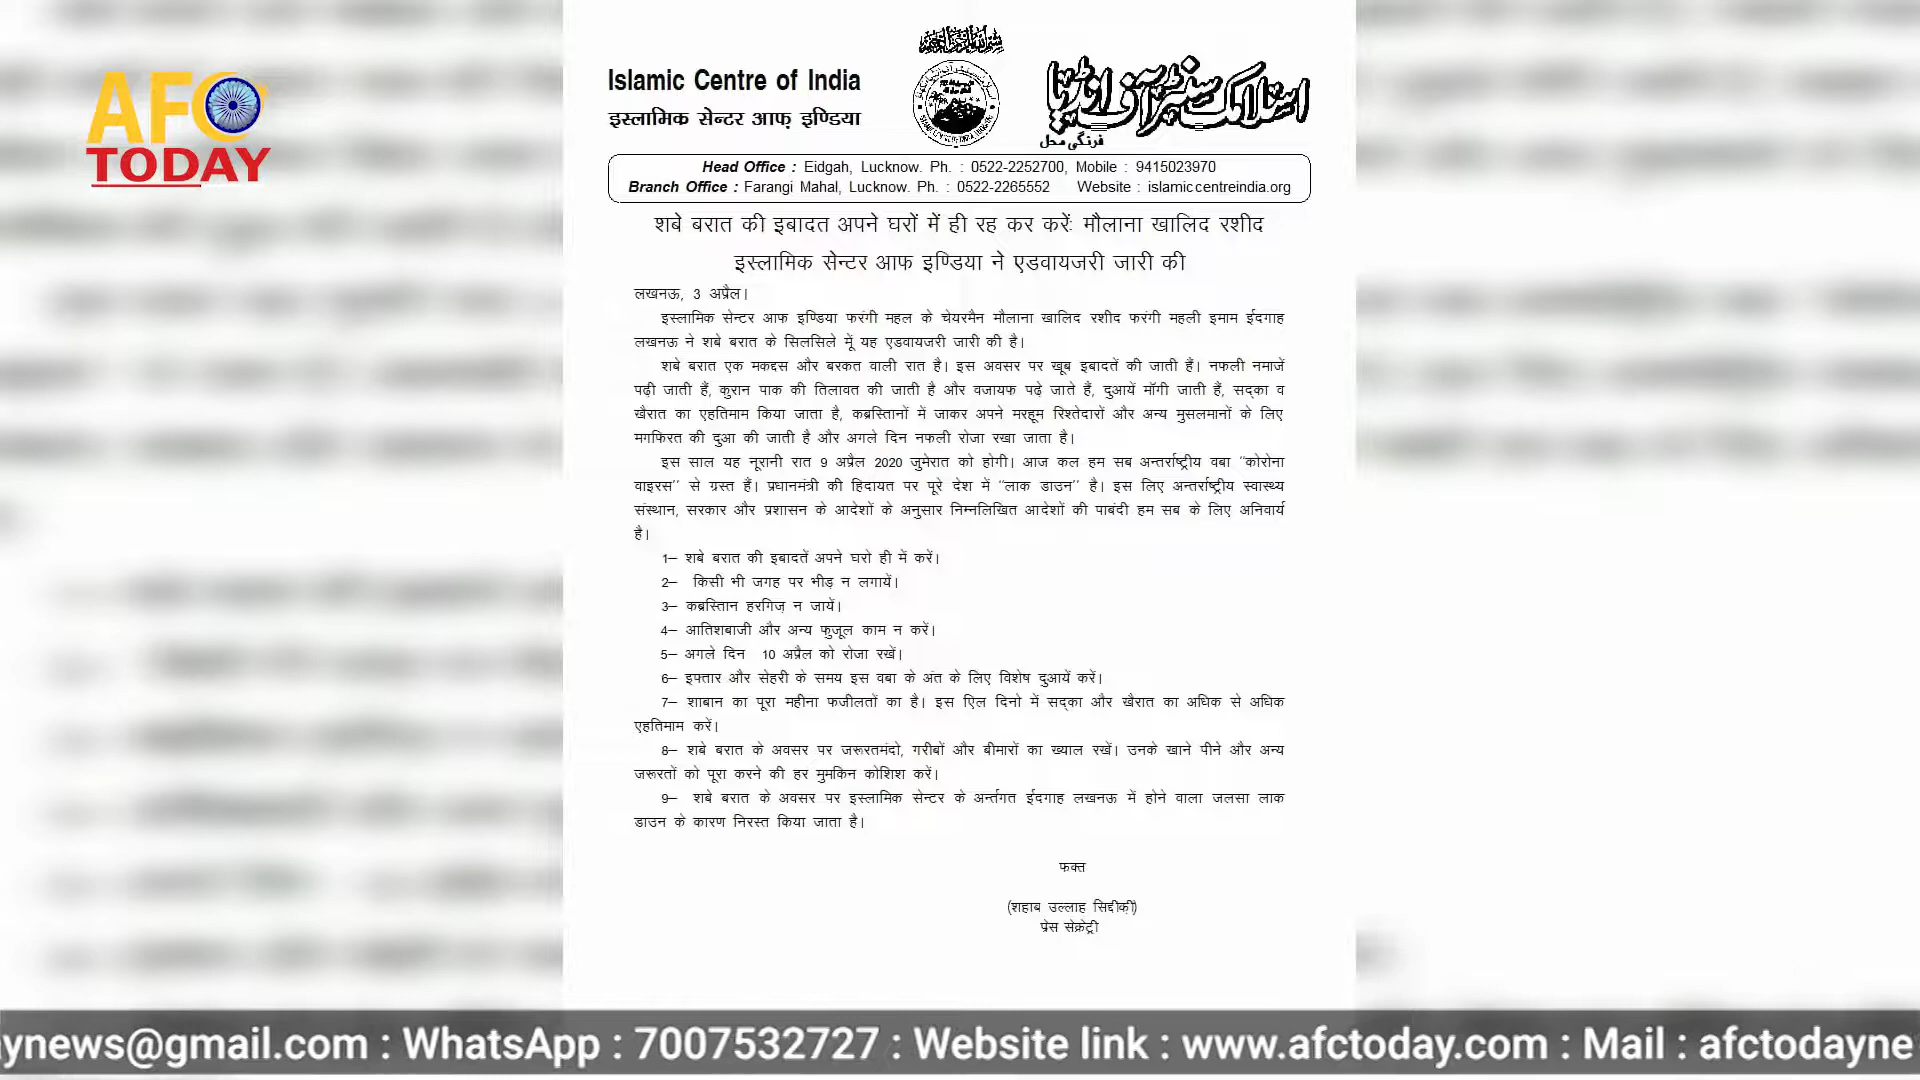 AFC
TODAY
Islamic Centre of India
इस्लामिक सेन्टर आफ़ इण्डिया
اسلامک سنٹر آف انڈیا
فرنگی محل
Head Office : Eidgah, Lucknow. Ph. : 0522-2252700, Mobile : 9415023970
Branch Office : Farangi Mahal, Lucknow. Ph. : 0522-2265552 Website : islamiccentreindia.org
शबे बरात की इबादत अपने घरों में ही रह कर करेंः मौलाना खालिद रशीद
इस्लामिक सेन्टर आफ इण्डिया ने एडवायजरी जारी की
लखनऊ, 3 अप्रैल।
इस्लामिक सेन्टर आफ इण्डिया फरंगी महल के चेयरमैन मौलाना खालिद रशीद फरंगी महली इमाम ईदगाह
लखनऊ ने शबे बरात के सिलसिले मूें यह एडवायजरी जारी की है।
शबे बरात एक मकद्दस और बरकत वाली रात है। इस अवसर पर खूब इबादतें की जाती हैं। नफली नमाजें
पढ़ी जाती हैं, कुरान पाक की तिलावत की जाती है और वजायफ पढ़े जाते हैं, दुआयें मॉगी जाती हैं, सद्का व
खैरात का एहतिमाम किया जाता है, कब्रस्तिानों में जाकर अपने मरहूम रिश्तेदारों और अन्य मुसलमानों के लिए
मगफिरत की दुआ की जाती है और अगले दिन नफली रोजा रखा जाता है।
इस साल यह नूरानी रात 9 अप्रैल 2020 जुमेरात को होगी। आज कल हम सब अन्तर्राष्ट्रीय वबा ‘‘कोरोना
वाइरस’’ से ग्रस्त हैं। प्रधानमंत्री की हिदायत पर पूरे देश में ‘‘लाक डाउन’’ है। इस लिए अन्तर्राष्ट्रीय स्वास्थ्य
संस्थान, सरकार और प्रशासन के आदेशों के अनुसार निम्नलिखित आदेशों की पाबंदी हम सब के लिए अनिवार्य
है।
1– शबे बरात की इबादतें अपने घरो ही में करें।
2– किसी भी जगह पर भीड़ न लगायें।
3– कब्रस्तिान हरगिज़ न जायें।
4– आतिशबाजी और अन्य फुजूल काम न करें।
5– अगले दिन 10 अप्रैल को रोजा रखें।
6– इफ्तार और सेहरी के समय इस वबा के अंत के लिए विशेष दुआयें करें।
7– शाबान का पूरा महीना फजीलतों का है। इस एिल दिनो में सद्का और खैरात का अधिक से अधिक
एहतिमाम करें।
8– शबे बरात के अवसर पर जरूरतमंदो, गरीबों और बीमारों का ख्याल रखें। उनके खाने पीने और अन्य
जरूरतों को पूरा करने की हर मुमकिन कोशिश करें।
9– शबे बरात के अवसर पर इस्लामिक सेन्टर के अर्न्तगत ईदगाह लखनऊ में होने वाला जलसा लाक
डाउन के कारण निरस्त किया जाता है।
फक्त
(शहाब उल्लाह सिद्दीक़ी)
प्रेस सेक्रेट्री
ynews@gmail.com : WhatsApp : 7007532727 : Website link : www.afctoday.com : Mail : afctodayne